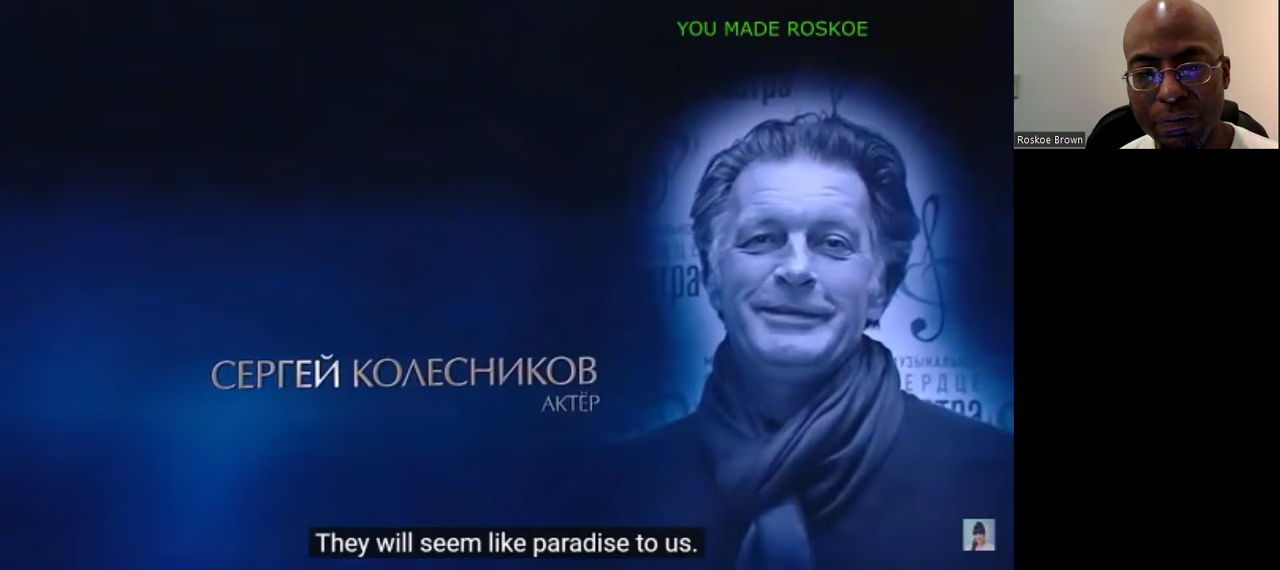 YOU MADE ROSKOE
Roskoe Brown
СЕРГЕЙ КОЛЕСНИКОВ
АКТЁР
They will seem like paradise to us.